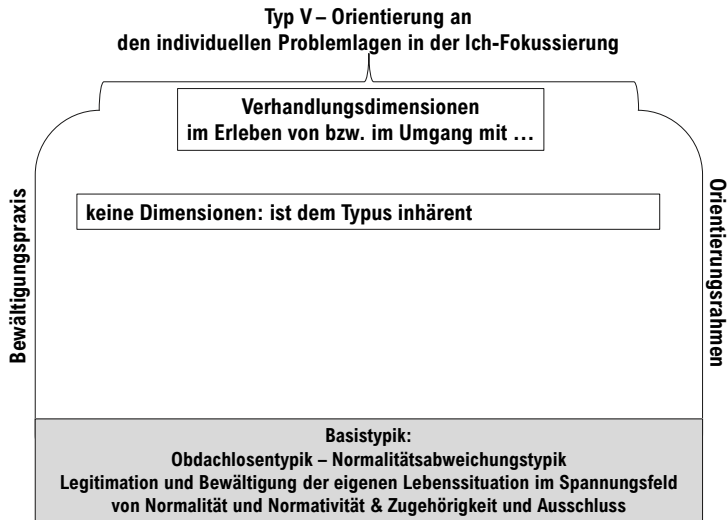 Typ V – Orientierung an
den individuellen Problemlagen in der Ich-Fokussierung
Verhandlungsdimensionen
im Erleben von bzw. im Umgang mit …
Bewältigungspraxis
keine Dimensionen: ist dem Typus inhärent
Orientierungsrahmen
Basistypik:
Obdachlosentypik – Normalitätsabweichungstypik
Legitimation und Bewältigung der eigenen Lebenssituation im Spannungsfeld
von Normalität und Normativität & Zugehörigkeit und Ausschluss